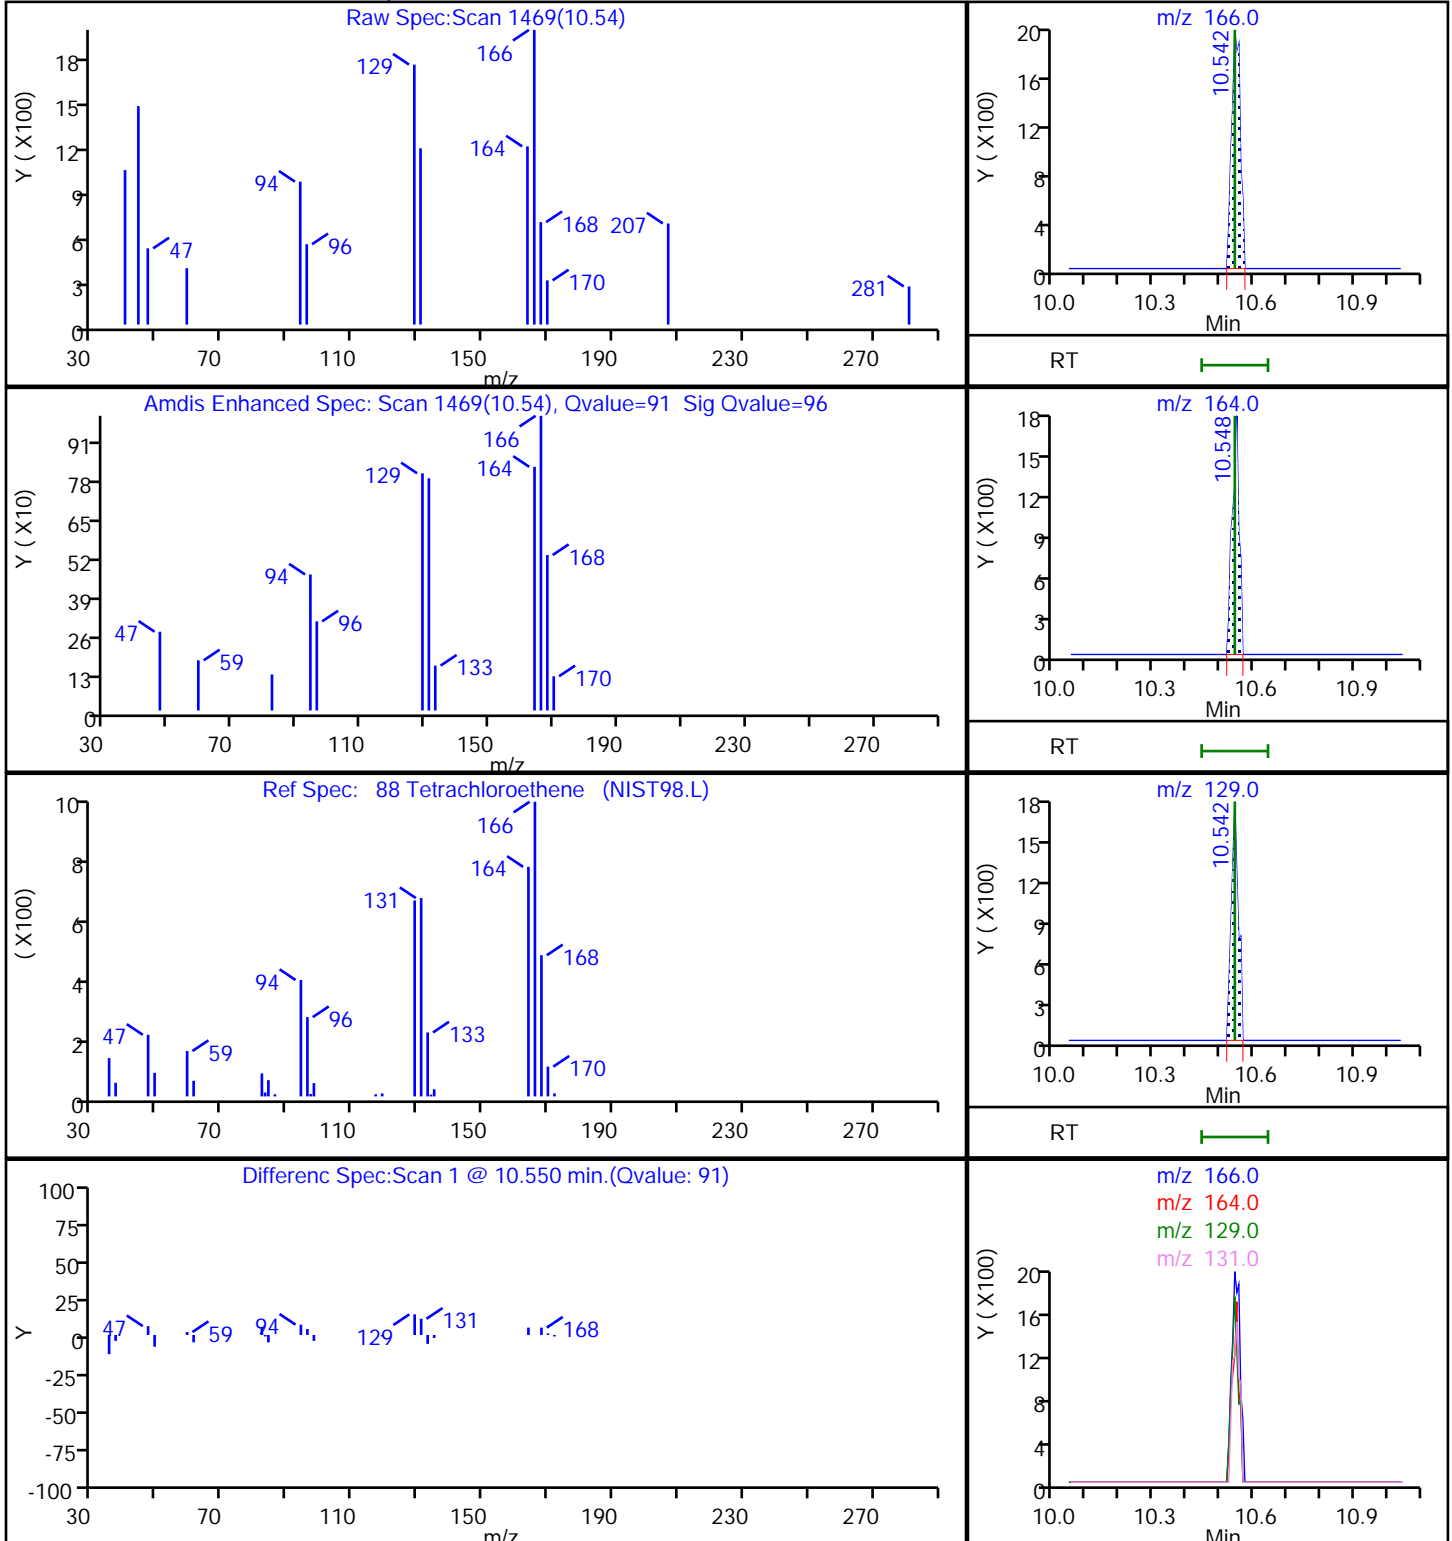 Raw Spec:Scan 1469(10.54)
Y ( X100)
18
15
12
9
6
3
0
166
129
164
94
168
207
47
96
170
281
30 70 110 150 190 230 270
m/z
m/z 166.0
Y ( X100)
20
16
12
8
4
0
10.542
10.0 10.3 10.6 10.9
Min
RT
Amdis Enhanced Spec: Scan 1469(10.54), Qvalue=91 Sig Qvalue=96
Y ( X10)
91
78
65
52
39
26
13
0
166
129
164
168
94
96
47
59
133
170
30 70 110 150 190 230 270
m/z
m/z 164.0
Y ( X100)
18
15
12
9
6
3
0
10.548
10.0 10.3 10.6 10.9
Min
RT
Ref Spec: 88 Tetrachloroethene (NIST98.L)
( X100)
10
8
6
4
2
0
166
164
131
168
94
96
47
59
133
170
30 70 110 150 190 230 270
m/z 129.0
Y ( X100)
18
15
12
9
6
3
0
10.542
10.0 10.3 10.6 10.9
Min
RT
Differenc Spec:Scan 1 @ 10.550 min.(Qvalue: 91)
Y
100
75
50
25
0
-25
-50
-75
-100
47
59
94
129
131
168
30 70 110 150 190 230 270
m/z
m/z 166.0
m/z 164.0
m/z 129.0
m/z 131.0
Y ( X100)
20
16
12
8
4
0
10.0 10.3 10.6 10.9
Min